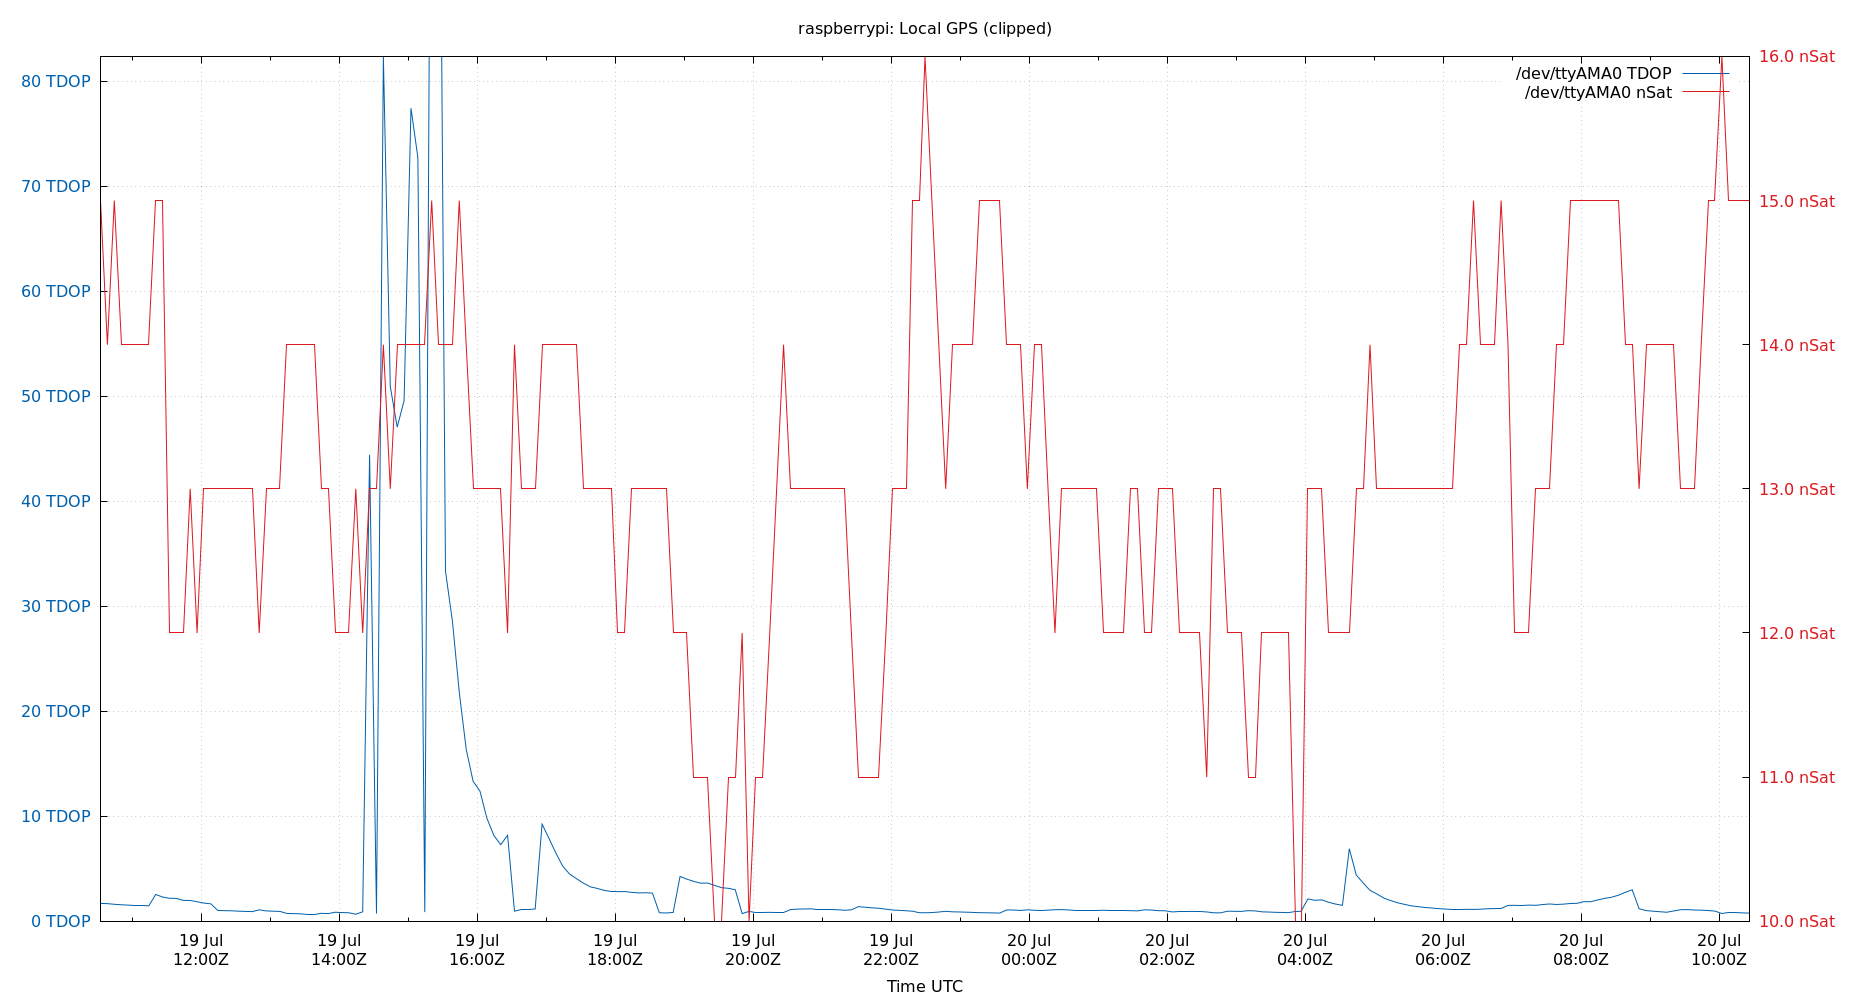 raspberrypi: Local GPS (clipped)
/dev/ttyAMA0 TDOP
/dev/ttyAMA0 nSat
80 TDOP
70 TDOP
60 TDOP
50 TDOP
40 TDOP
30 TDOP
20 TDOP
10 TDOP
0 TDOP
16.0 nSat
15.0 nSat
14.0 nSat
13.0 nSat
12.0 nSat
11.0 nSat
10.0 nSat
19 Jul
12:00Z
19 Jul
14:00Z
19 Jul
16:00Z
19 Jul
18:00Z
19 Jul
20:00Z
19 Jul
22:00Z
20 Jul
00:00Z
20 Jul
02:00Z
20 Jul
04:00Z
20 Jul
06:00Z
20 Jul
08:00Z
20 Jul
10:00Z
Time UTC